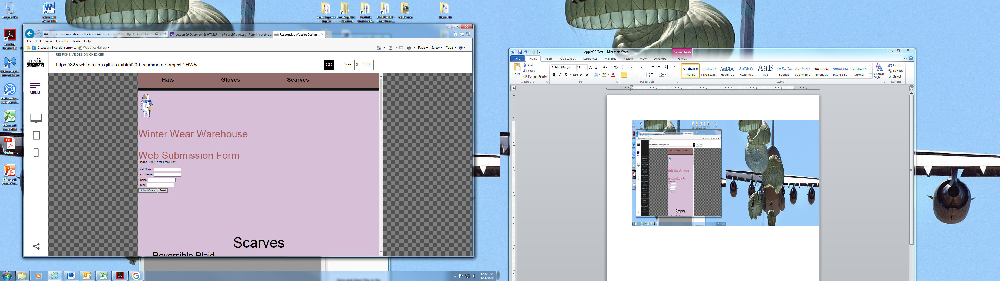 Recycle Bin
Microsoft Word 2010
Auto Expense Report
Lending Files - Shortcut
Portfolio Underwriti...
TEMPLATES - Loan Docs ...
M. Divinia
Share File
Acrobat Reader DC
Malwareby... Anti-Malware
Malwareby... Anti-Ranso...
Microsoft Excel 2010
industrial-...
Microsoft PowerPoi...
http://responsivedesignchecker.com/checker.php?url=https%3A%2F%2F32
Lesson 09 Overview-3: HTML5 ...
WebPagetest - Running web p...
Responsive Website Design ...
File Edit View Favorites Tools Help
Create an Excel data entry ...
Web Slice Gallery
Page Safety Tools
RESPONSIVE DESIGN CHECKER
media GENESIS
https://325-whitefalcon.github.io/html200-ecommerce-project-2HW5/
GO
1366 X 1024
MENU
Hats Gloves Scarves
Winter Wear Warehouse
Web Submission Form
Please Sign Up for Email List
First Name:
Last Name:
Phone:
Email:
Submit Query Reset
Scarves
Reversible Plaid
12:32 PM
3/14/2018
AppleOS-Test - Microsoft Word
Picture Tools
File Home Insert Page Layout References Mailings Review View Developer Format
Paste
Cut
Copy
Format Painter
Clipboard
Calibri (Body) 11
Font
Paragraph
AaBbCcDc ¶ Normal
AaBbCcDc ¶ No Spaci...
AaBbC Heading 1
AaBbCc Heading 2
AaB Title
AaBbCc. Subtitle
AaBbCcDc Subtle Em...
AaBbCcDc Emphasis
AaBbCcDc Intense E...
AaBbCcDc Strong
Change Styles
Styles
Find
Replace
Select
Editing
Hats Gloves Scarves
Winter Wear Warehouse
Web Submission Form
Scarves